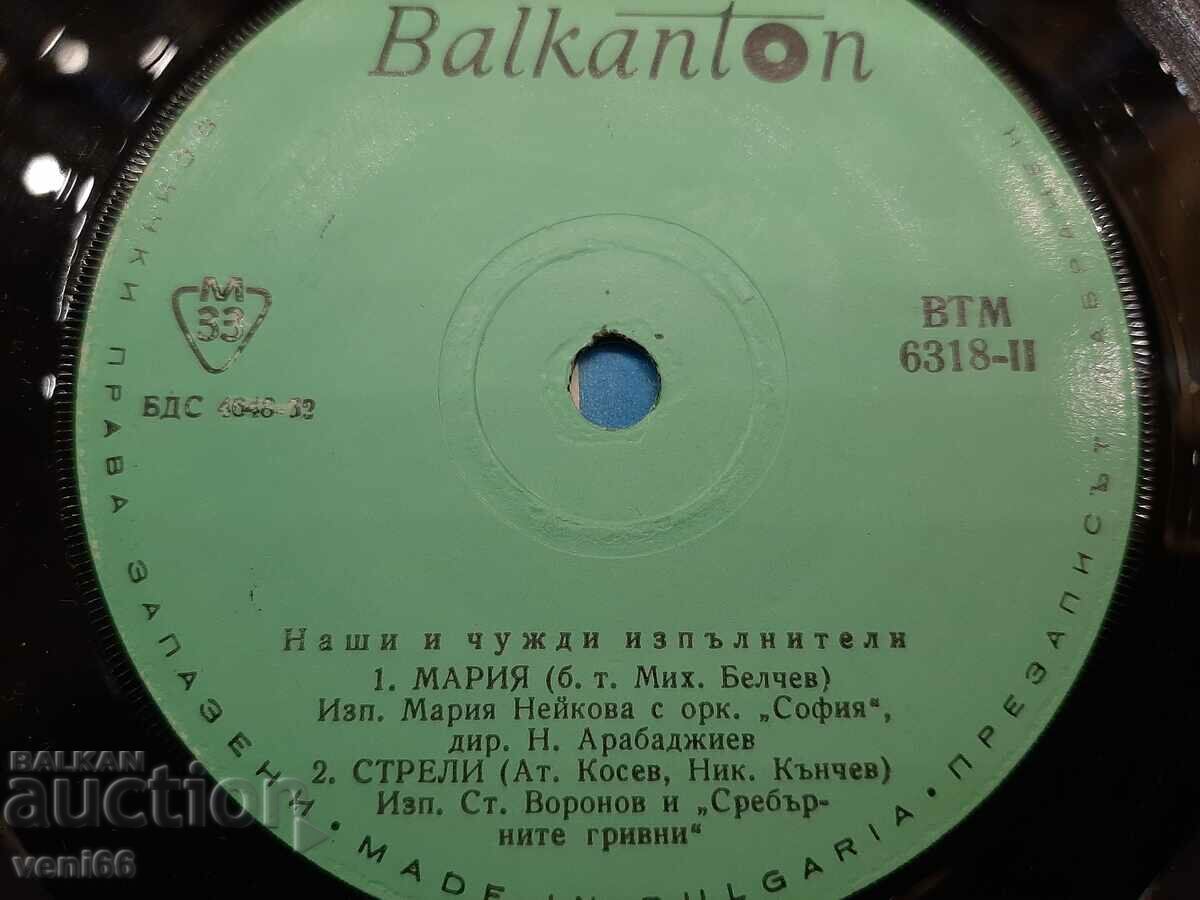 Balkanton
М
33
БДС
ВТМ
6318-II
Наши и чужди изпълнители
1. МАРИЯ (б. т. Мих. Белчев)
Изп. Мария Нейкова с орк. „София“,
дир. Н. Арабаджиев
2. СТРЕЛИ (Ат. Косев, Ник. Кънчев)
Изп. Ст. Воронов и „Сребър-
ните гривни“
ВСИЧКИ ПРАВА ЗАПАЗЕНИ • MADE IN BULGARIA • ПРЕЗАПИСЪТ ЗАБРАНЕН
BALKAN
auction
veni66